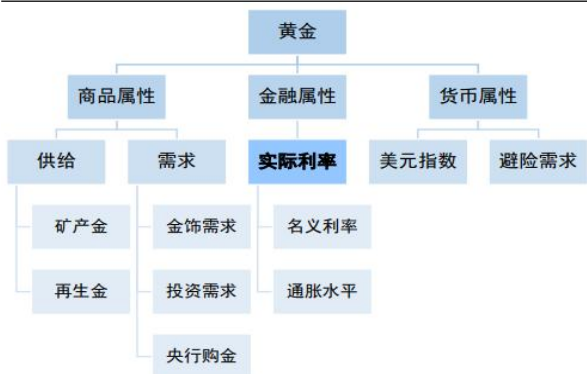 黄金
商品属性
金融属性
货币属性
供给
需求
实际利率
美元指数
避险需求
矿产金
金饰需求
名义利率
再生金
投资需求
通胀水平
央行购金